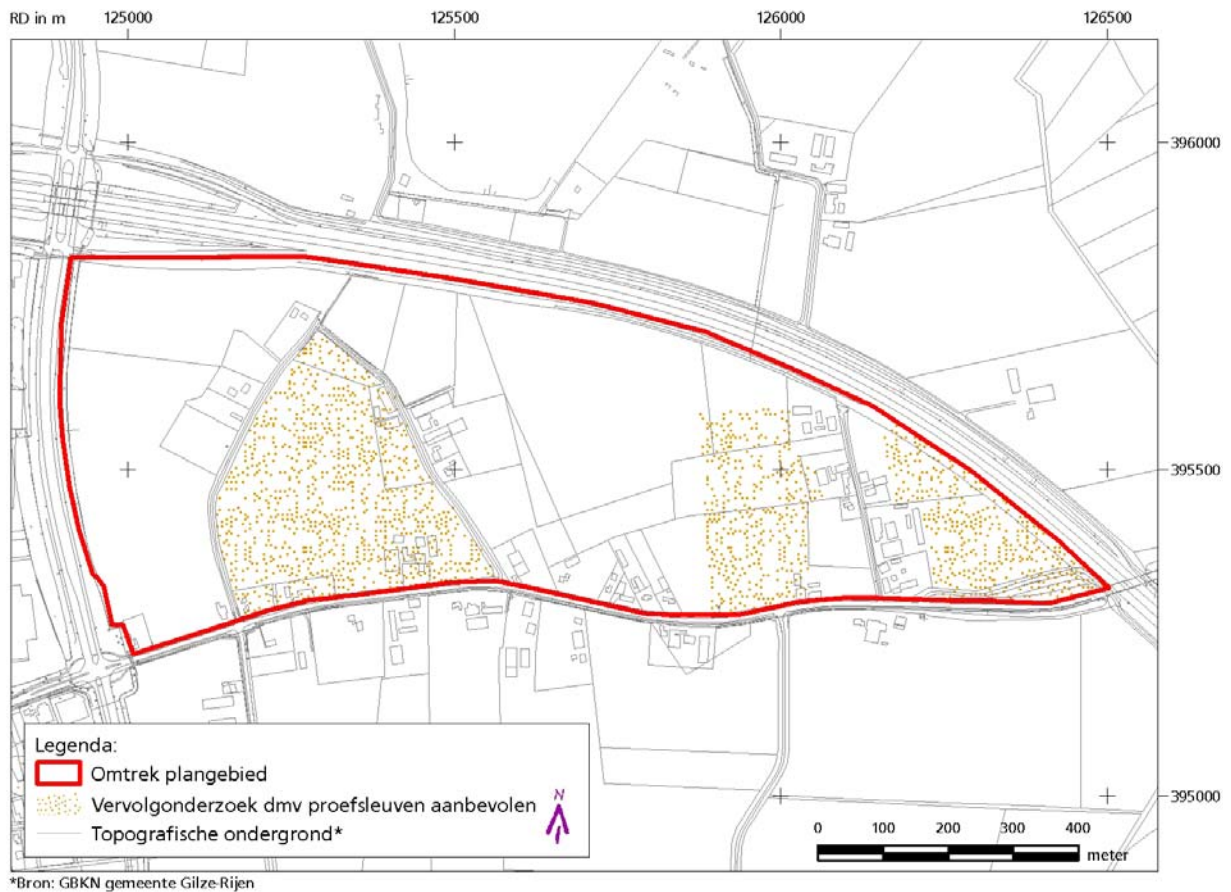 RD in m 125000 125500 126000 126500
396000
395500
395000
Legenda:
Omtrek plangebied
Vervolgonderzoek dmv proefsleuven aanbevolen
Topografische ondergrond*
N
0 100 200 300 400
meter
*Bron: GBKN gemeente Gilze-Rijen